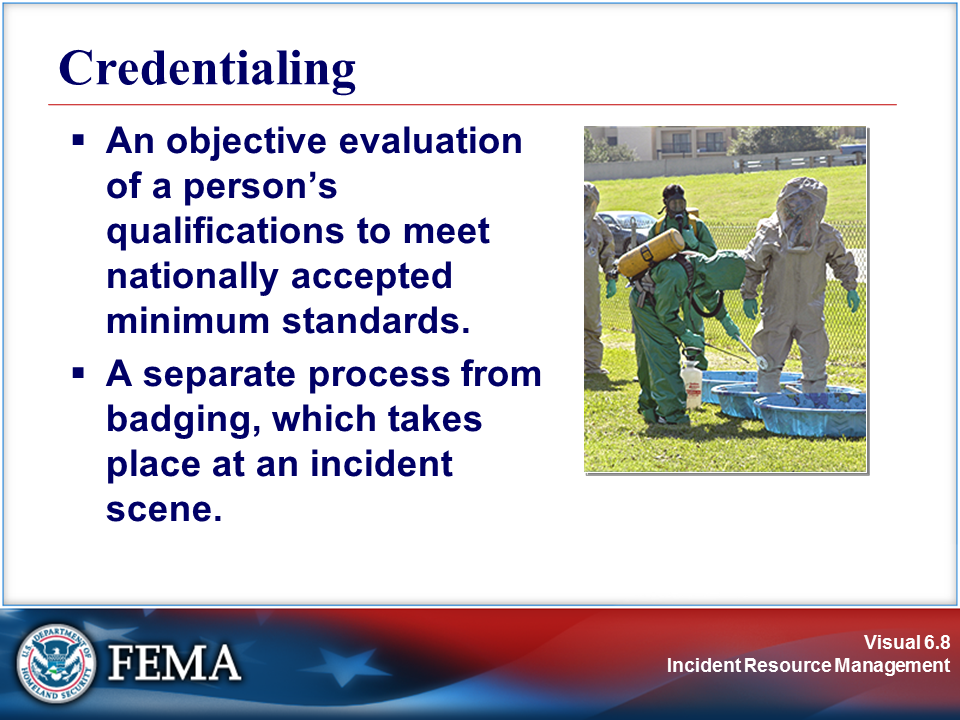 Credentialing
▪ An objective evaluation
of a person’s
qualifications to meet
nationally accepted
minimum standards.
▪ A separate process from
badging, which takes
place at an incident
scene.
U.S. DEPARTMENT OF
HOMELAND SECURITY
FEMA
Visual 6.8
Incident Resource Management